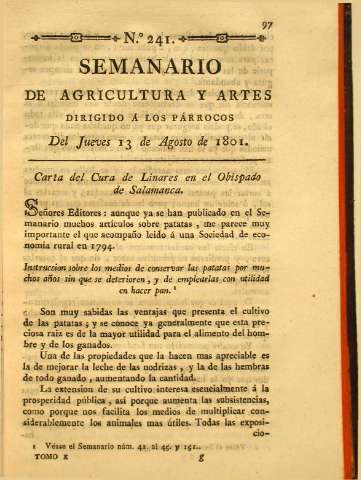 97
N.º 241.
SEMANARIO
DE AGRICULTURA Y ARTES
DIRIGIDO Á LOS PÁRROCOS
Del Jueves 13 de Agosto de 1801.
Carta del Cura de Linares en el Obispado
de Salamanca.
Señores Editores: aunque ya se han publicado en el Se-
manario muchos artículos sobre patatas, me parece muy
importante el que acompaño leido á una Sociedad de eco-
nomía rural en 1794.
Instruccion sobre los medios de conservar las patatas por mu-
chos años sin que se deterioren, y de emplearlas con utilidad
en hacer pan. 1
Son muy sabidas las ventajas que presenta el cultivo
de las patatas; y se conoce ya generalmente que esta pre-
ciosa raiz es de la mayor utilidad para el alimento del hom-
bre y de los ganados.
Una de las propiedades que la hacen mas apreciable es
la de mejorar la leche de las nodrizas, y la de las hembras
de todo ganado, aumentando la cantidad.
La extension de su cultivo interesa esencialmente á la
prosperidad pública, así porque aumenta las subsistencias,
como porque nos facilita los medios de multiplicar con-
siderablemente los animales mas útiles. Todas las exposi-
cio-
1 Véase el Semanario núm. 42. al 45. y 151..
TOMO X g